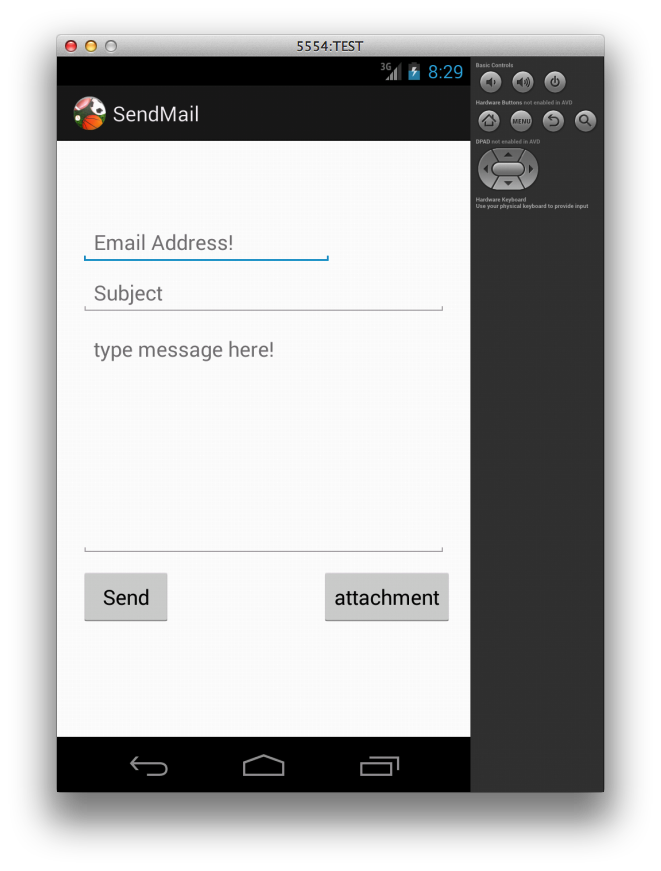 5554:TEST
3G 8:29
SendMail
Email Address!
Subject
type message here!
Send attachment
Basic Controls
Hardware Buttons not enabled in AVD
MENU
DPAD not enabled in AVD
Hardware Keyboard
Use your physical keyboard to provide input